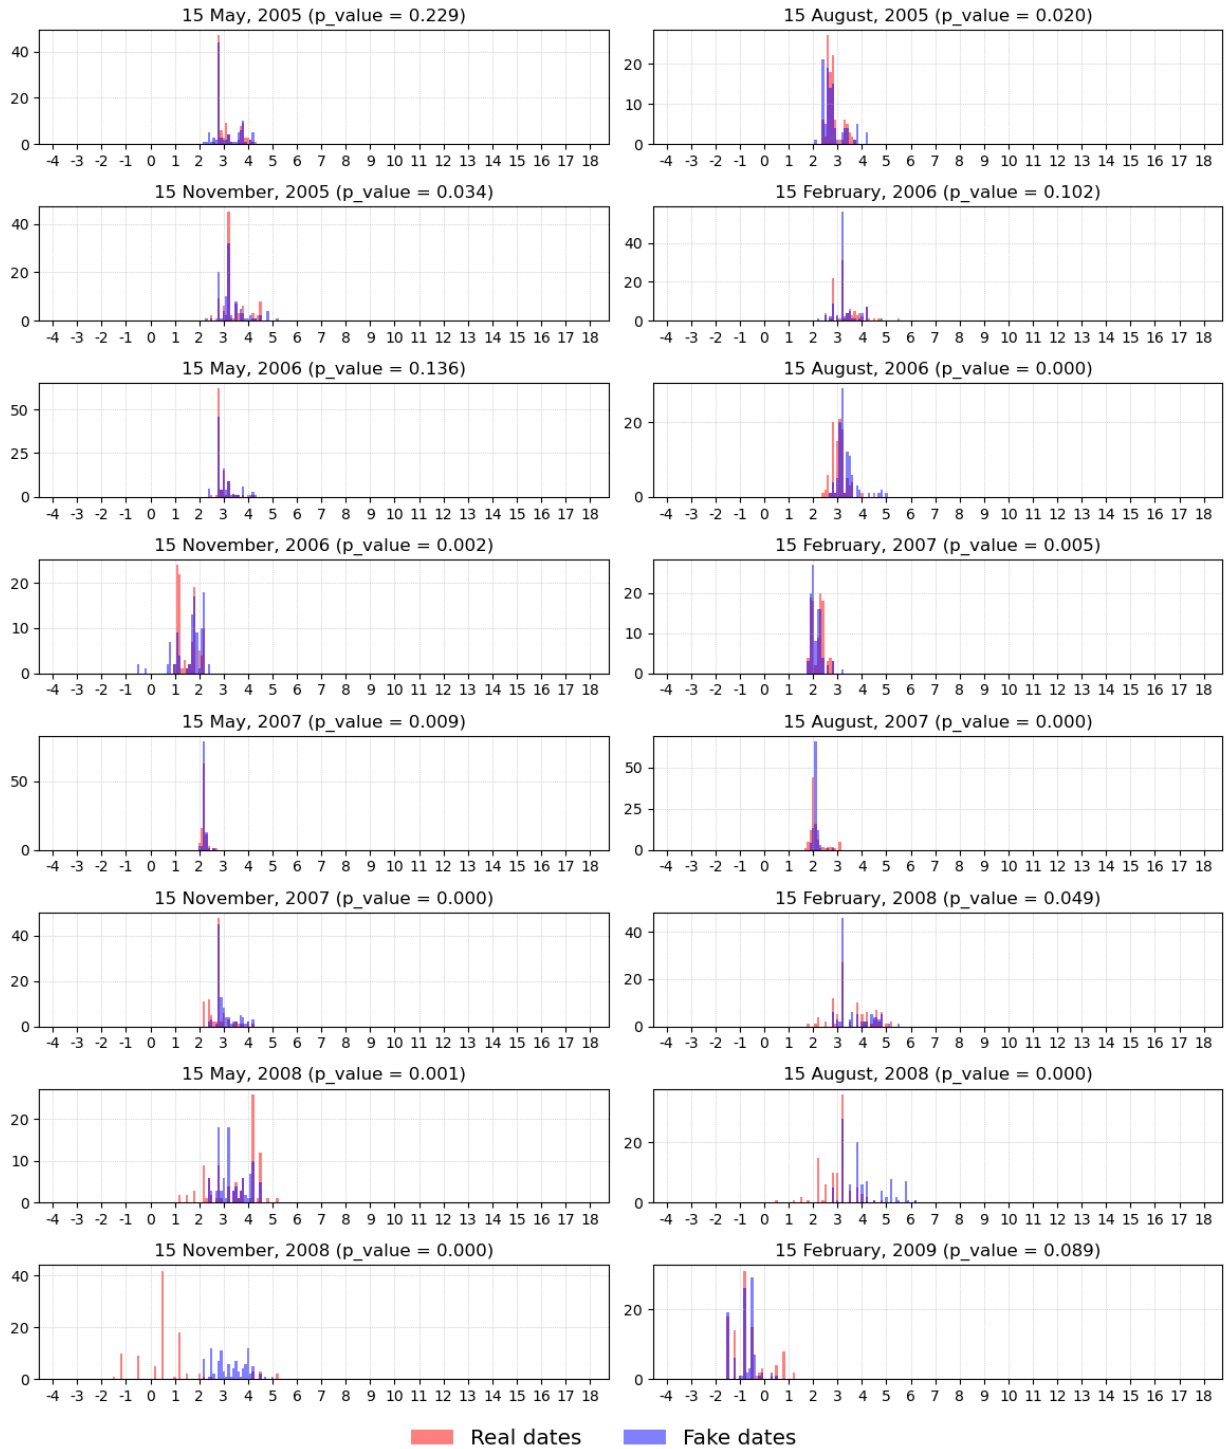 15 May, 2005 (p_value = 0.229)
40
20
0
-4 -3 -2 -1 0 1 2 3 4 5 6 7 8 9 10 11 12 13 14 15 16 17 18
15 August, 2005 (p_value = 0.020)
20
10
0
-4 -3 -2 -1 0 1 2 3 4 5 6 7 8 9 10 11 12 13 14 15 16 17 18
15 November, 2005 (p_value = 0.034)
40
20
0
-4 -3 -2 -1 0 1 2 3 4 5 6 7 8 9 10 11 12 13 14 15 16 17 18
15 February, 2006 (p_value = 0.102)
40
20
0
-4 -3 -2 -1 0 1 2 3 4 5 6 7 8 9 10 11 12 13 14 15 16 17 18
15 May, 2006 (p_value = 0.136)
50
25
0
-4 -3 -2 -1 0 1 2 3 4 5 6 7 8 9 10 11 12 13 14 15 16 17 18
15 August, 2006 (p_value = 0.000)
20
0
-4 -3 -2 -1 0 1 2 3 4 5 6 7 8 9 10 11 12 13 14 15 16 17 18
15 November, 2006 (p_value = 0.002)
20
10
0
-4 -3 -2 -1 0 1 2 3 4 5 6 7 8 9 10 11 12 13 14 15 16 17 18
15 February, 2007 (p_value = 0.005)
20
10
0
-4 -3 -2 -1 0 1 2 3 4 5 6 7 8 9 10 11 12 13 14 15 16 17 18
15 May, 2007 (p_value = 0.009)
50
0
-4 -3 -2 -1 0 1 2 3 4 5 6 7 8 9 10 11 12 13 14 15 16 17 18
15 August, 2007 (p_value = 0.000)
50
25
0
-4 -3 -2 -1 0 1 2 3 4 5 6 7 8 9 10 11 12 13 14 15 16 17 18
15 November, 2007 (p_value = 0.000)
40
20
0
-4 -3 -2 -1 0 1 2 3 4 5 6 7 8 9 10 11 12 13 14 15 16 17 18
15 February, 2008 (p_value = 0.049)
40
20
0
-4 -3 -2 -1 0 1 2 3 4 5 6 7 8 9 10 11 12 13 14 15 16 17 18
15 May, 2008 (p_value = 0.001)
20
10
0
-4 -3 -2 -1 0 1 2 3 4 5 6 7 8 9 10 11 12 13 14 15 16 17 18
15 August, 2008 (p_value = 0.000)
20
0
-4 -3 -2 -1 0 1 2 3 4 5 6 7 8 9 10 11 12 13 14 15 16 17 18
15 November, 2008 (p_value = 0.000)
40
20
0
-4 -3 -2 -1 0 1 2 3 4 5 6 7 8 9 10 11 12 13 14 15 16 17 18
15 February, 2009 (p_value = 0.089)
20
0
-4 -3 -2 -1 0 1 2 3 4 5 6 7 8 9 10 11 12 13 14 15 16 17 18
Real dates Fake dates